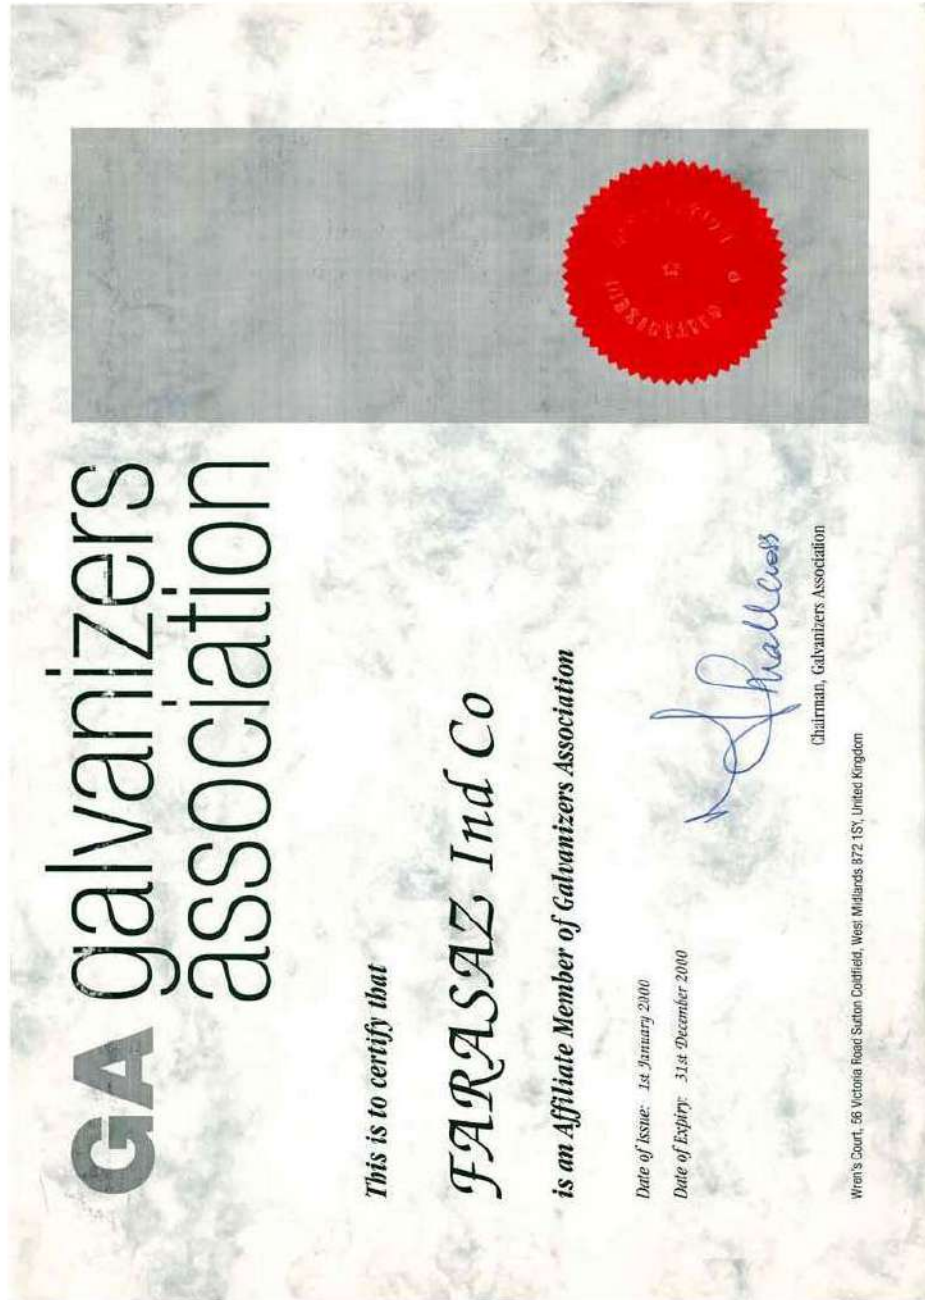 GA galvanizers
association
This is to certify that
FARASAZ Ind Co
is an Affiliate Member of Galvanizers Association
Date of Issue: 1st January 2000
Date of Expiry: 31st December 2000
Chairman, Galvanizers Association
Wren's Court, 56 Victoria Road Sutton Coldfield, West Midlands B72 1SY, United Kingdom